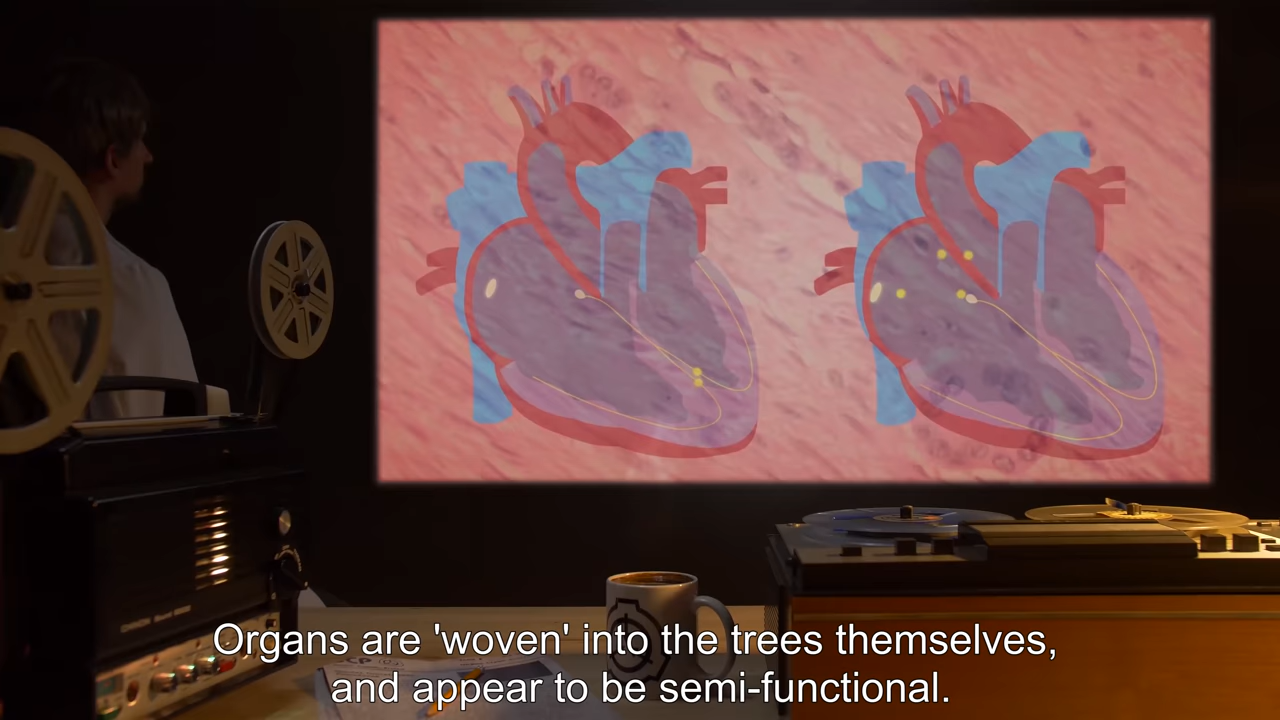 Organs are 'woven' into the trees themselves,
and appear to be semi-functional.